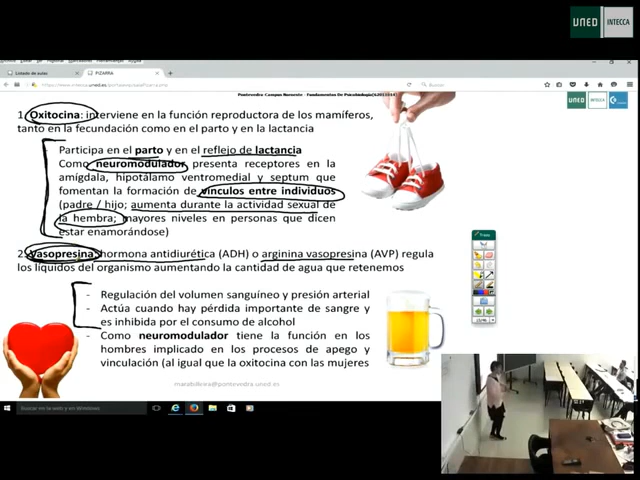 UNED INTECCA
Listado de aulas
PIZARRA
Pontevedra-Campus Noroeste - Fundamentos De Psicobiología
UNED
1. Oxitocina: interviene en la función reproductora de los mamíferos,
tanto en la fecundación como en el parto y en la lactancia
Participa en el parto y en el reflejo de lactancia
Como neuromodulador presenta receptores en la
amígdala, hipotálamo ventromedial y septum que
fomentan la formación de vínculos entre individuos
(padre / hijo; aumenta durante la actividad sexual de
la hembra; mayores niveles en personas que dicen
estar enamorándose)
2. Vasopresina: hormona antidiurética (ADH) o arginina vasopresina (AVP) regula
los líquidos del organismo aumentando la cantidad de agua que retenemos
- Regulación del volumen sanguíneo y presión arterial
- Actúa cuando hay pérdida importante de sangre y
y es inhibida por el consumo de alcohol
- Como neuromodulador tiene la función en los
hombres implicado en los procesos de apego y
vinculación (al igual que la oxitocina con las mujeres
Buscar en la web y en Windows